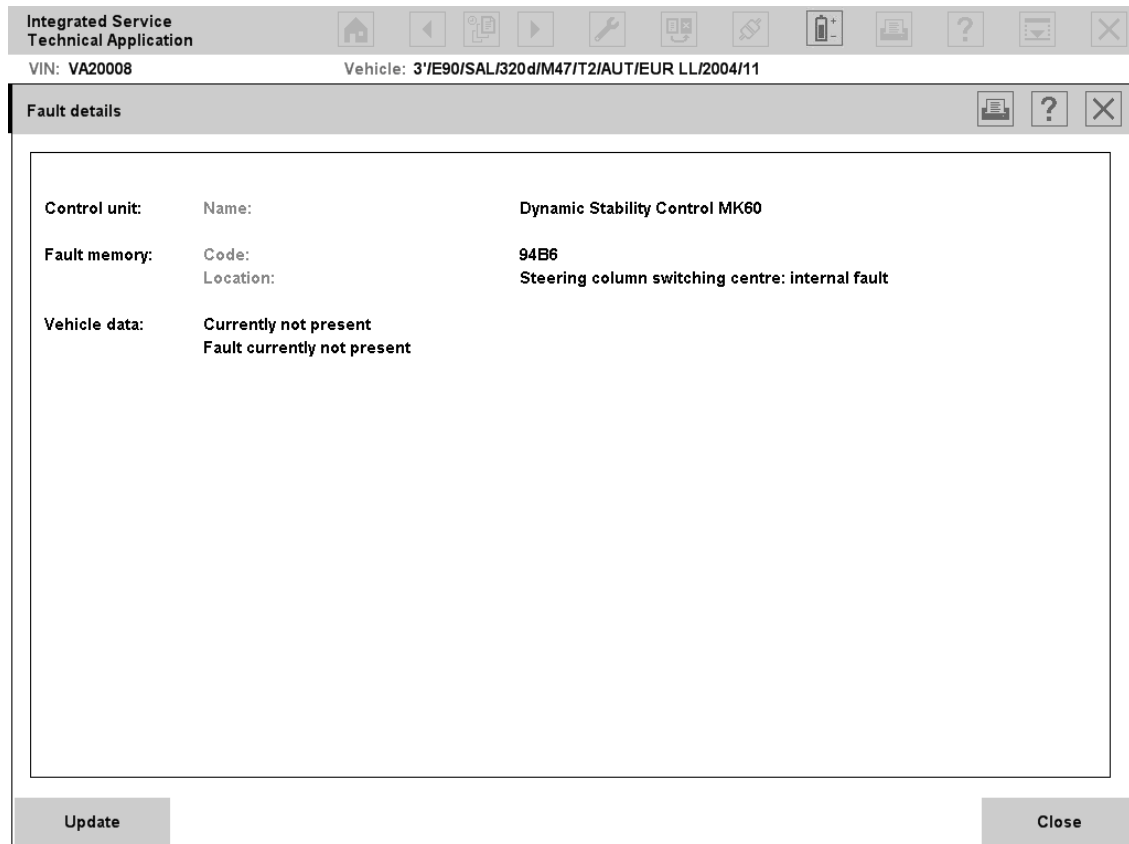 Integrated Service
Technical Application
VIN: VA20008 Vehicle: 3'/E90/SAL/320d/M47/T2/AUT/EUR LL/2004/11
Fault details
Control unit: Name: Dynamic Stability Control MK60
Fault memory: Code: 94B6
Location: Steering column switching centre: internal fault
Vehicle data: Currently not present
Fault currently not present
Update Close